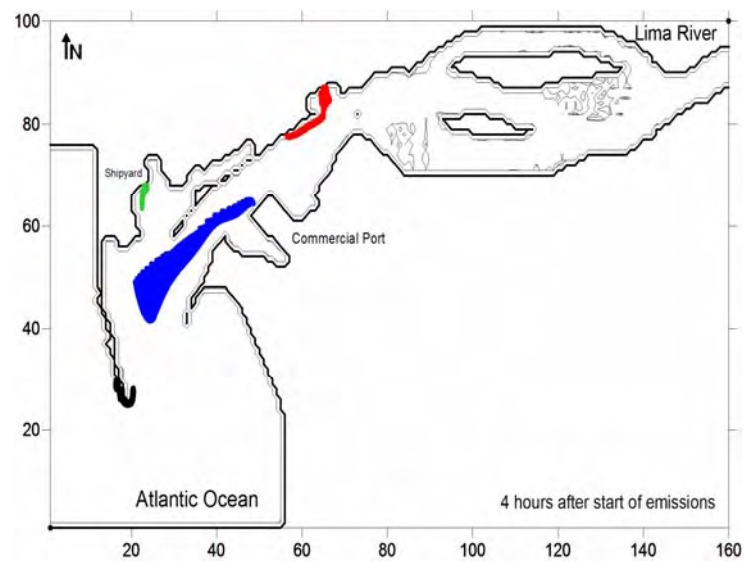 100
IN
Lima River
80
Shipyard
60
Commercial Port
40
20
Atlantic Ocean
4 hours after start of emissions
20 40 60 80 100 120 140 160